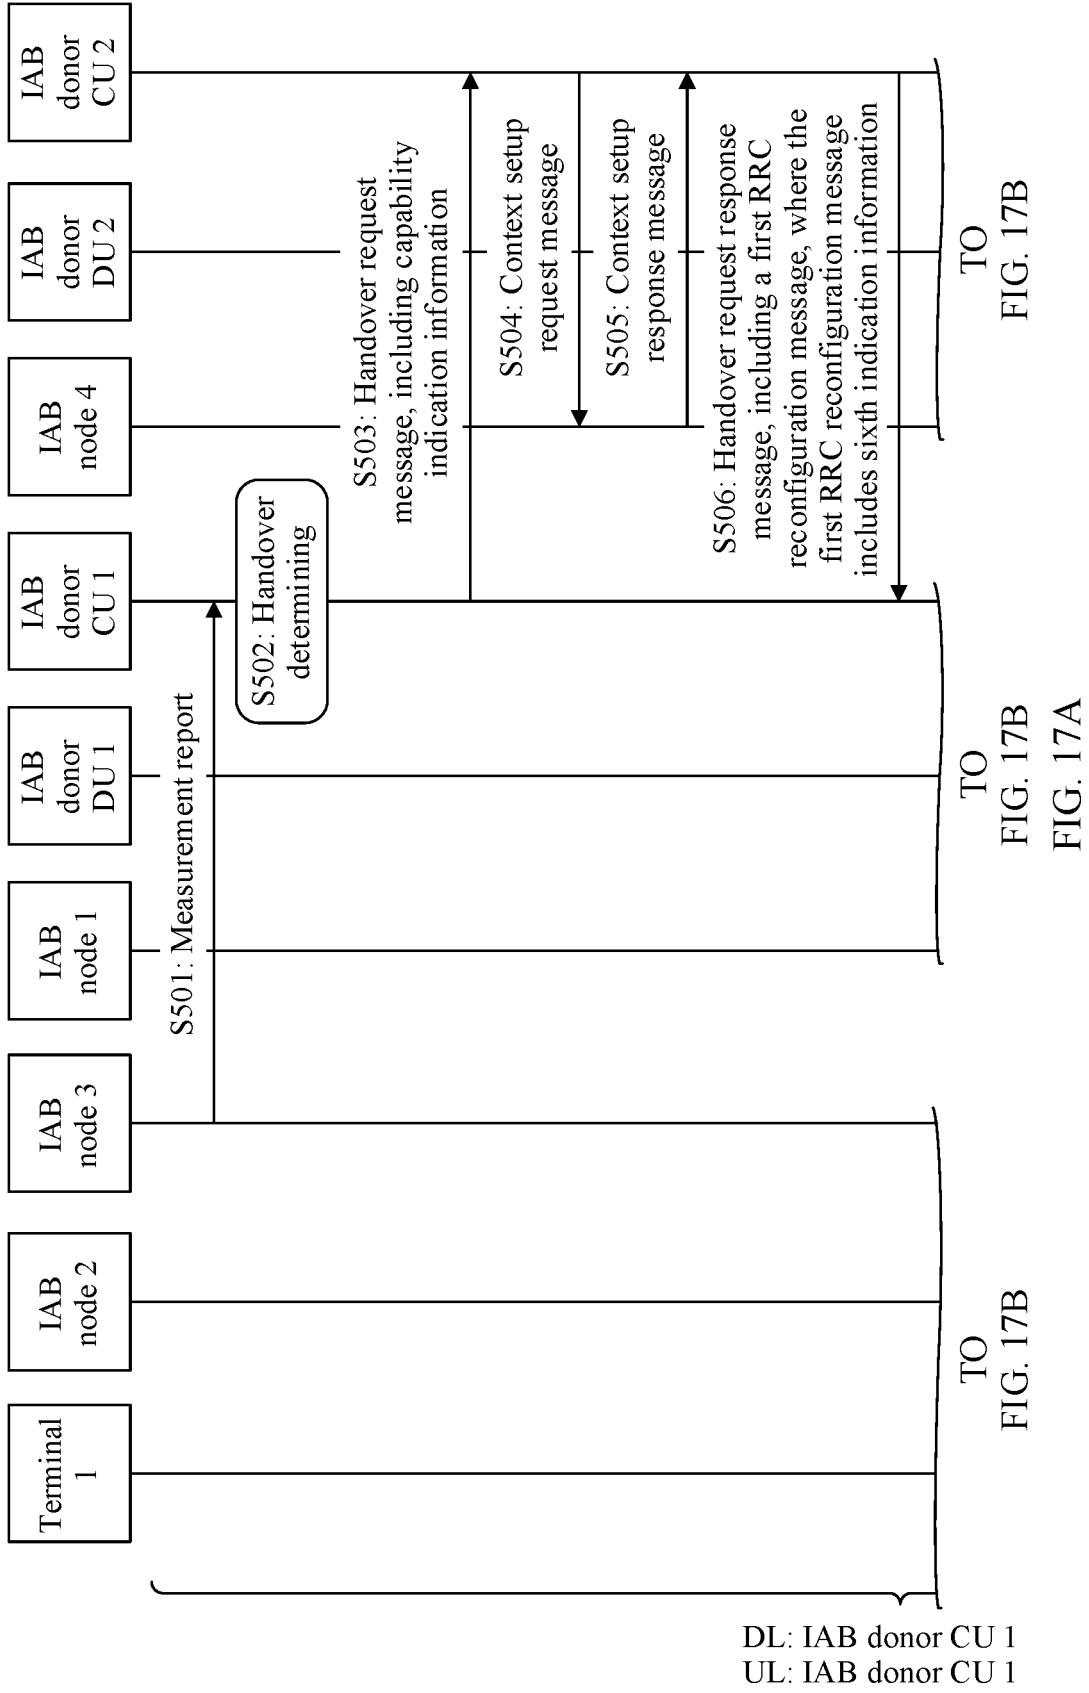 Terminal
1
IAB
node 2
IAB
node 3
IAB
node 1
IAB
donor
DU 1
IAB
donor
CU 1
IAB
node 4
IAB
donor
DU 2
IAB
donor
CU 2
S501: Measurement report
S502: Handover
determining
S503: Handover request
message, including capability
indication information
S504: Context setup
request message
S505: Context setup
response message
S506: Handover request response
message, including a first RRC
reconfiguration message, where the
first RRC reconfiguration message
includes sixth indication information
DL: IAB donor CU 1
UL: IAB donor CU 1
TO
FIG. 17B
TO
FIG. 17B
TO
FIG. 17B
FIG. 17A